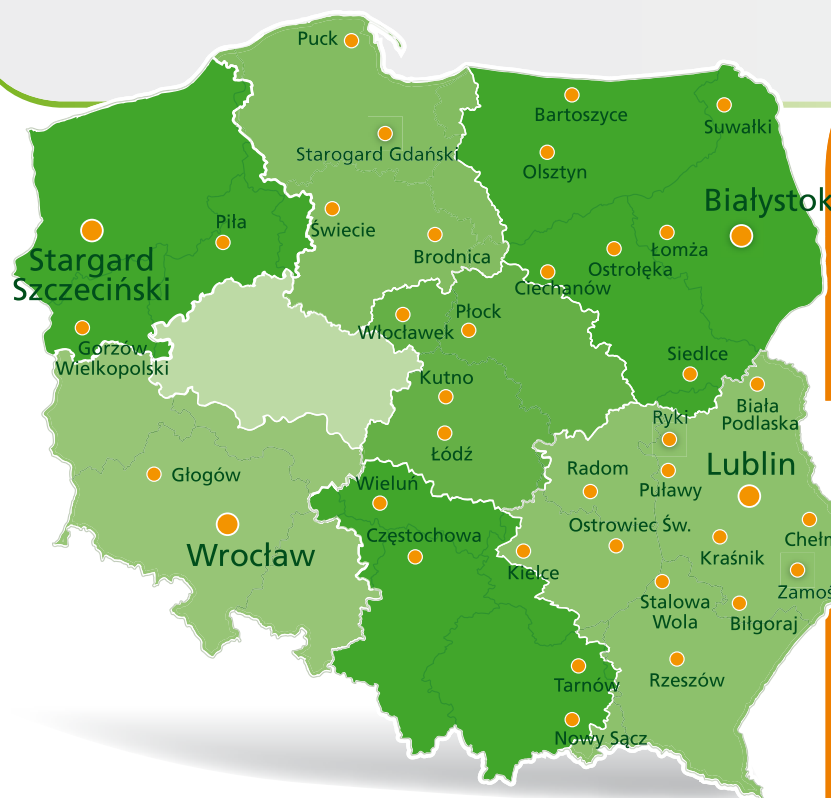 Puck
Bartoszyce
Suwałki
Starogard Gdański
Olsztyn
Białystok
Piła
Świecie
Brodnica
Łomża
Ostrołęka
Stargard
Szczeciński
Ciechanów
Płock
Włocławek
Gorzów
Wielkopolski
Siedlce
Kutno
Biała
Podlaska
Ryki
Łódź
Radom
Lublin
Głogów
Wieluń
Puławy
Ostrowiec Św.
Częstochowa
Wrocław
Kraśnik
Chełm
Kielce
Zamoś
Stalowa
Wola
Biłgoraj
Tarnów
Rzeszów
Nowy Sącz